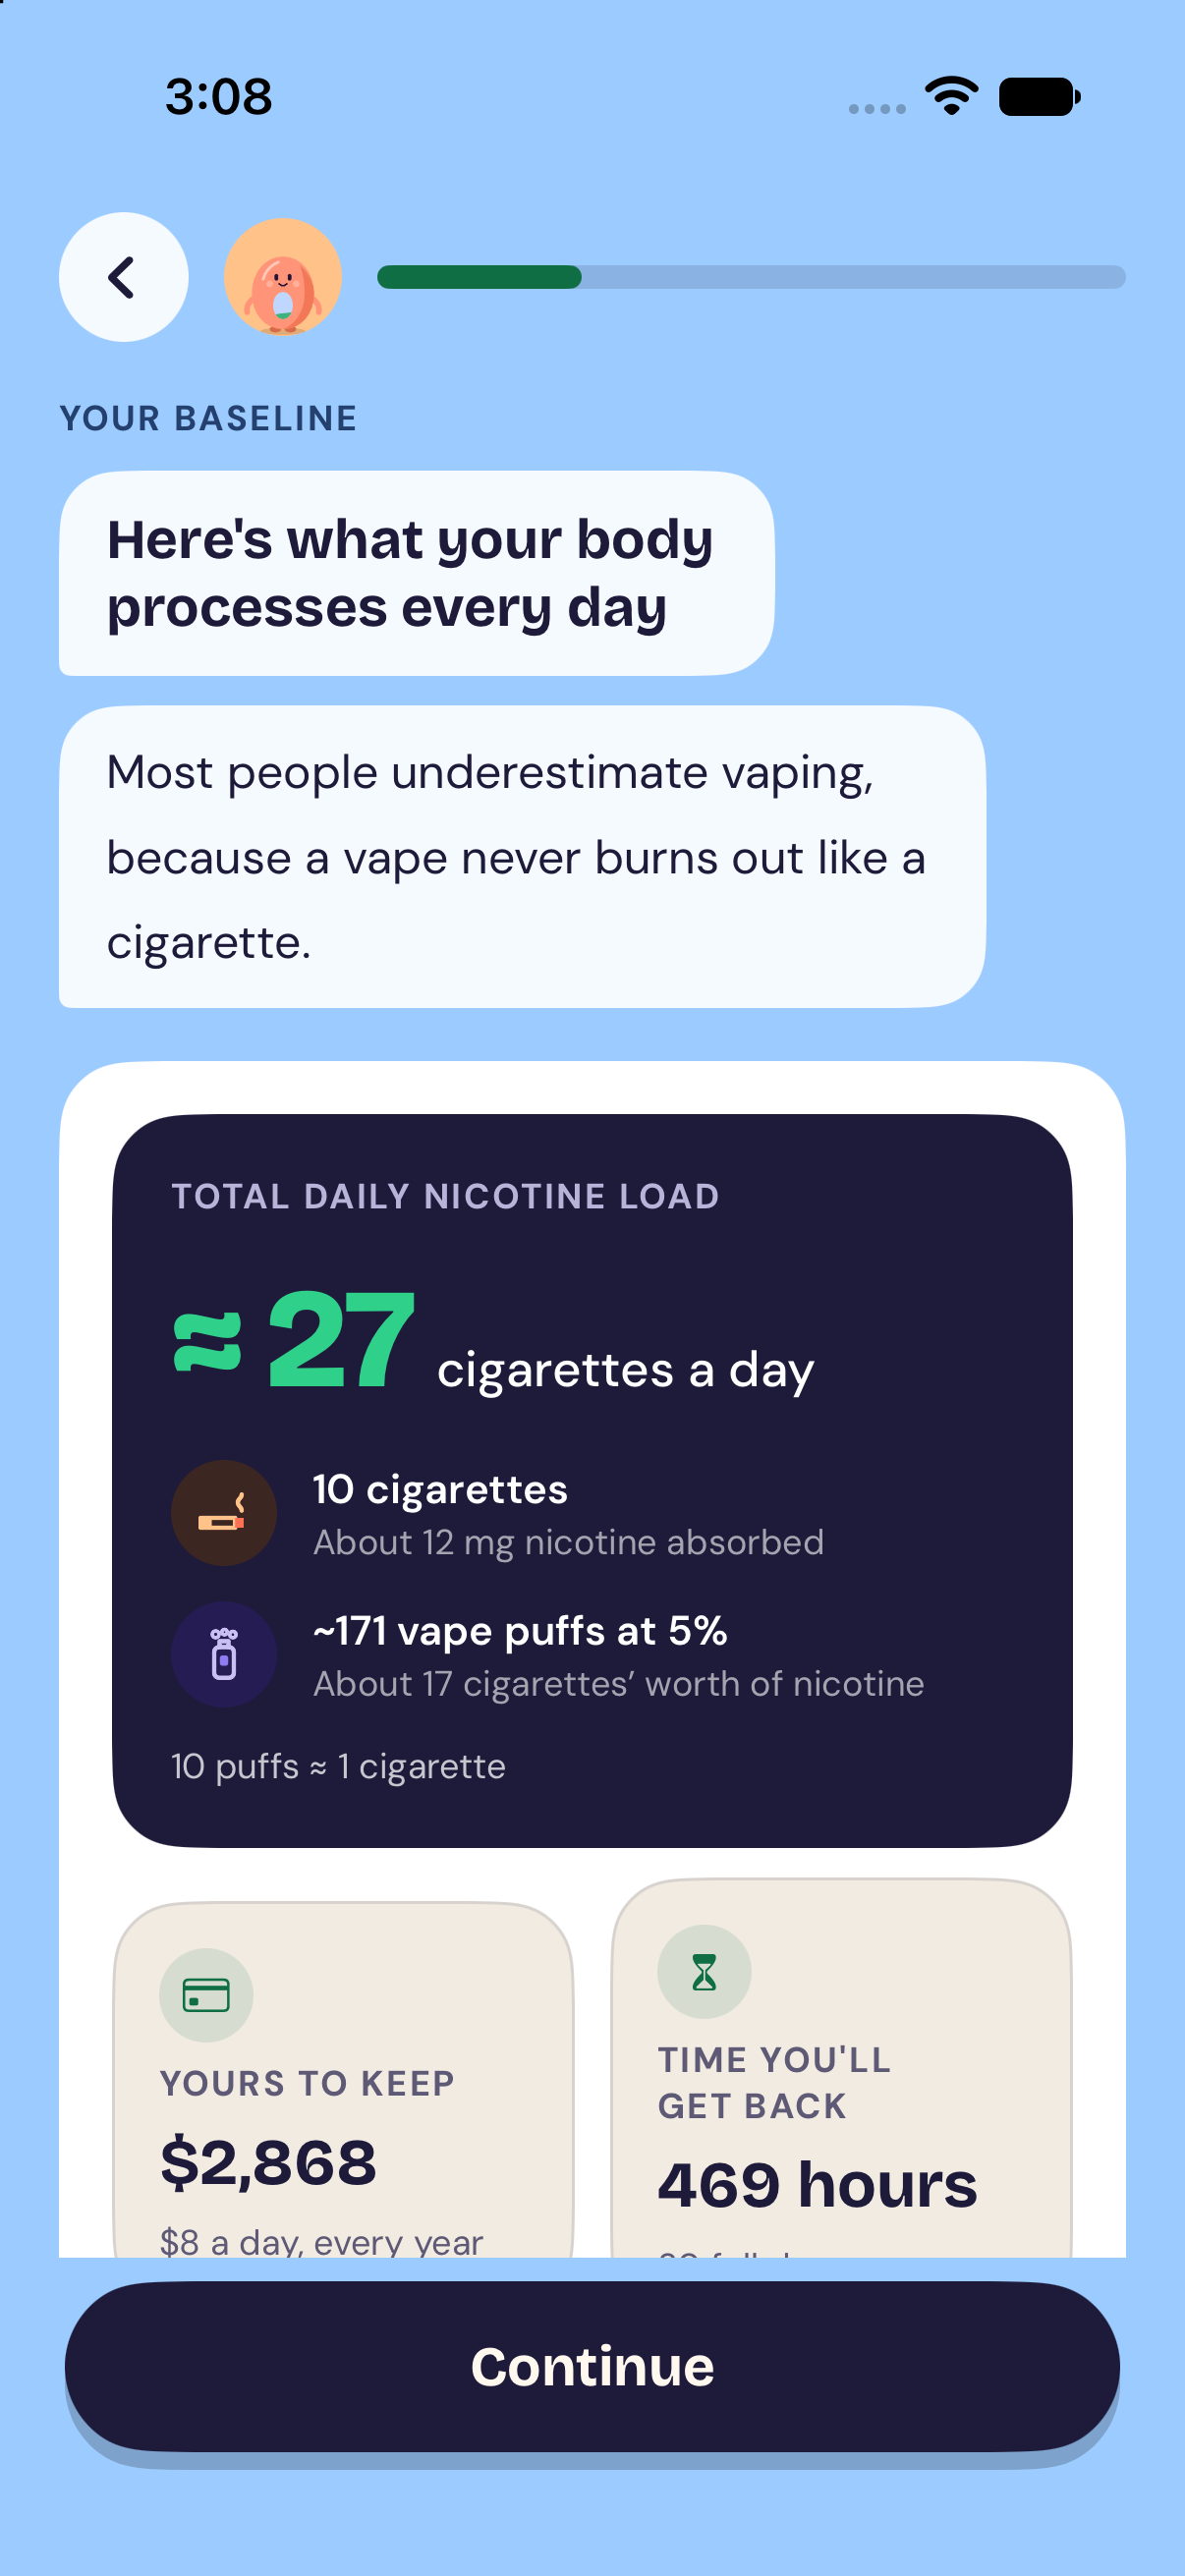 3:08
YOUR BASELINE
Here's what your body
processes every day
Most people underestimate vaping,
because a vape never burns out like a
cigarette.
TOTAL DAILY NICOTINE LOAD
≈ 27 cigarettes a day
10 cigarettes
About 12 mg nicotine absorbed
~171 vape puffs at 5%
About 17 cigarettes’ worth of nicotine
10 puffs ≈ 1 cigarette
YOURS TO KEEP
$2,868
$8 a day, every year
TIME YOU'LL
GET BACK
469 hours
Continue